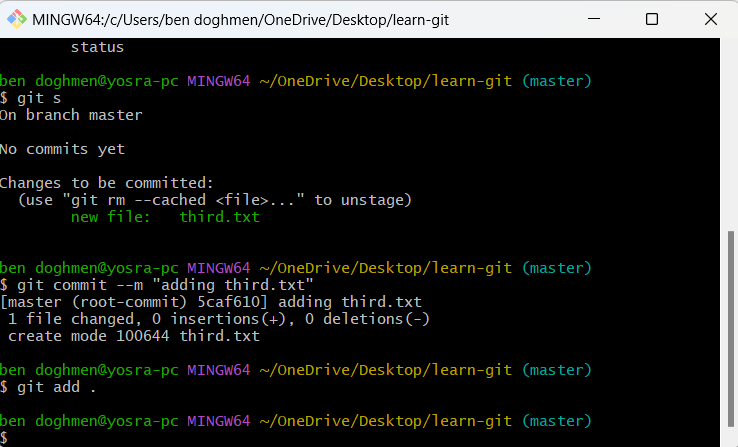 MINGW64:/c/Users/ben doghmen/OneDrive/Desktop/learn-git
status
ben doghmen@yosra-pc MINGW64 ~/OneDrive/Desktop/learn-git (master)
$ git s
On branch master
No commits yet
Changes to be committed:
(use "git rm --cached <file>..." to unstage)
new file:   third.txt
ben doghmen@yosra-pc MINGW64 ~/OneDrive/Desktop/learn-git (master)
$ git commit --m "adding third.txt"
[master (root-commit) 5caf610] adding third.txt
1 file changed, 0 insertions(+), 0 deletions(-)
create mode 100644 third.txt
ben doghmen@yosra-pc MINGW64 ~/OneDrive/Desktop/learn-git (master)
$ git add .
ben doghmen@yosra-pc MINGW64 ~/OneDrive/Desktop/learn-git (master)
$